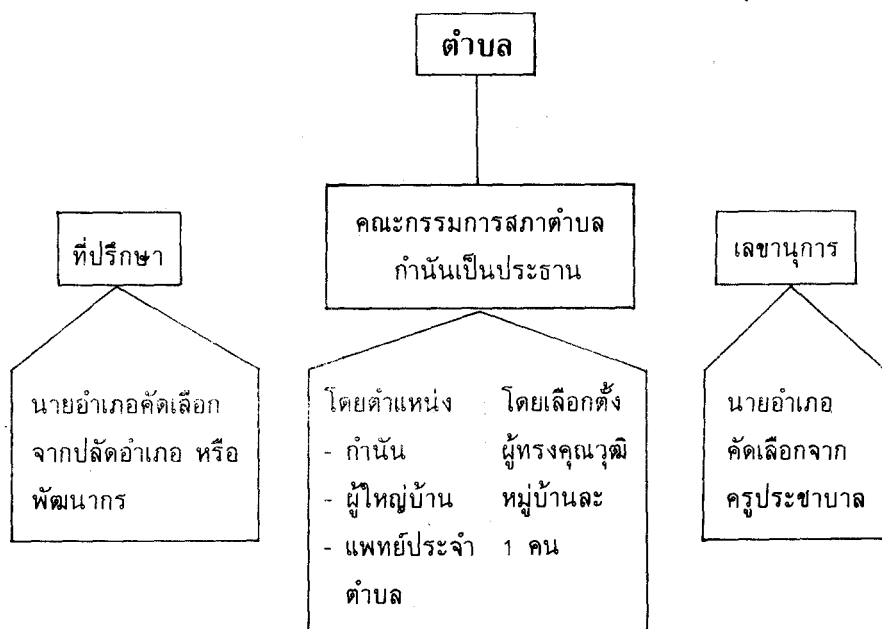 ตำบล
คณะกรรมการสภาตำบล
กำนันเป็นประธาน
ที่ปรึกษา
นายอำเภอคัดเลือก
จากปลัดอำเภอ หรือ
พัฒนากร
โดยตำแหน่ง
- กำนัน
- ผู้ใหญ่บ้าน
- แพทย์ประจำ
ตำบล
โดยเลือกตั้ง
ผู้ทรงคุณวุฒิ
หมู่บ้านละ
1 คน
เลขานุการ
นายอำเภอ
คัดเลือกจาก
ครูประชาบาล